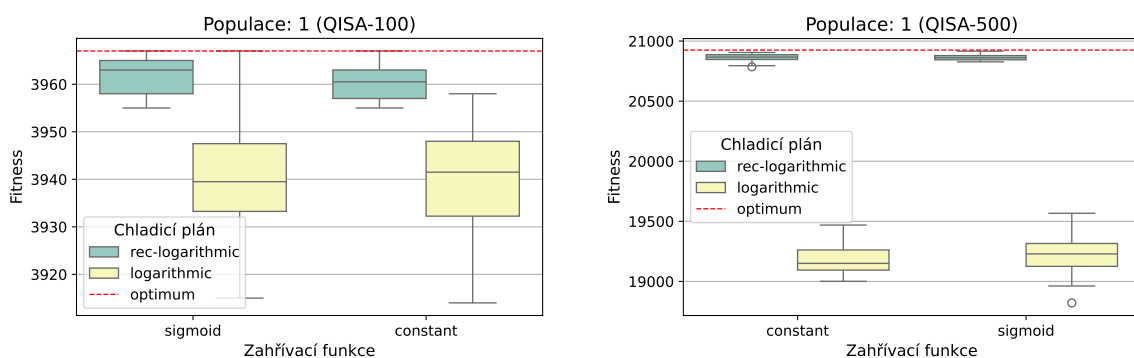 Populace: 1 (QISA-100)
Fitness
3960
3950
3940
3930
3920
Chladicí plán
rec-logarithmic
logarithmic
optimum
sigmoid
constant
Zahřívací funkce
Populace: 1 (QISA-500)
Fitness
21000
20500
20000
19500
19000
Chladicí plán
rec-logarithmic
logarithmic
optimum
constant
sigmoid
Zahřívací funkce